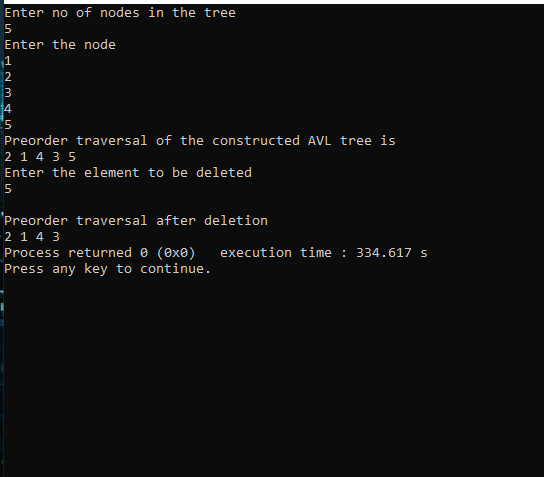 Enter no of nodes in the tree
5
Enter the node
1
2
3
4
5
Preorder traversal of the constructed AVL tree is
2 1 4 3 5
Enter the element to be deleted
5
Preorder traversal after deletion
2 1 4 3
Process returned 0 (0x0)   execution time : 334.617 s
Press any key to continue.